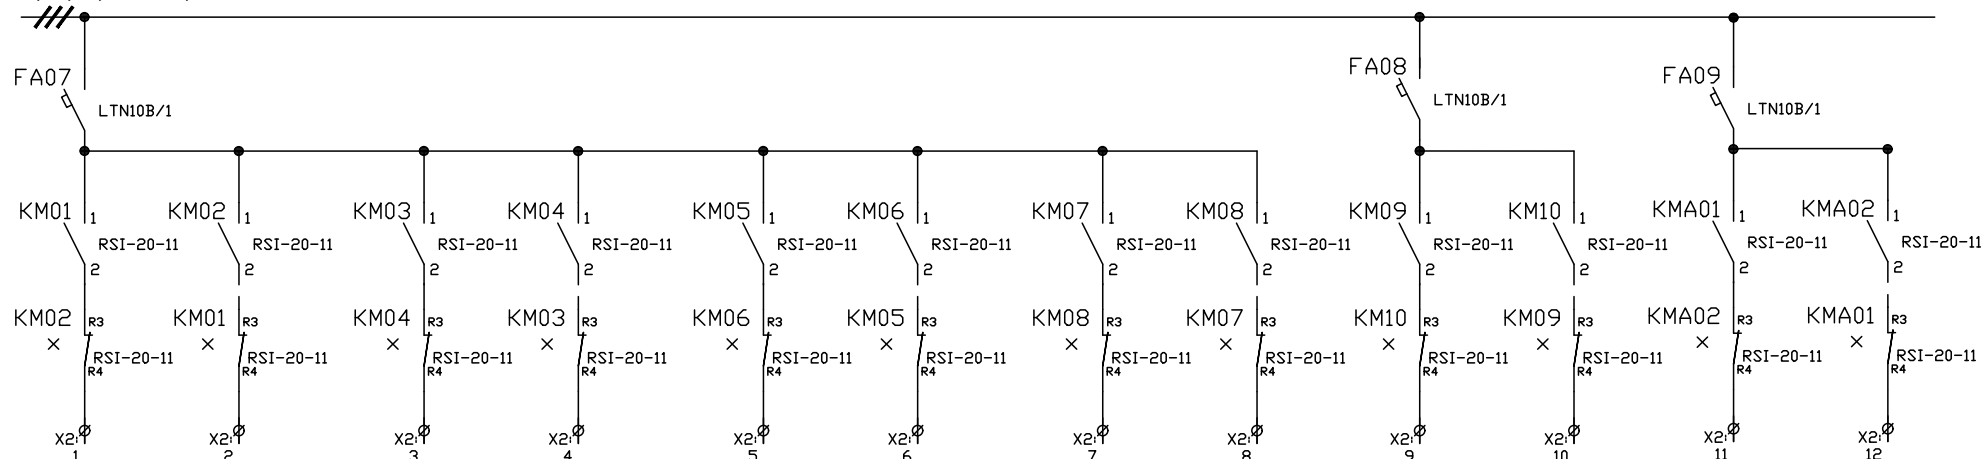 FA07
FA08
FA09
LTN10B/1
LTN10B/1
LTN10B/1
KM01 1 KM02 1 KM03 1 KM04 1 KM05 1 KM06 1 KM07 1 KM08 1 KM09 1 KM10 1 KMA01 1 KMA02 1
RSI-20-11 RSI-20-11 RSI-20-11 RSI-20-11 RSI-20-11 RSI-20-11 RSI-20-11 RSI-20-11 RSI-20-11 RSI-20-11 RSI-20-11 RSI-20-11
2 2 2 2 2 2 2 2 2 2 2 2
KM02 R3 KM01 R3 KM04 R3 KM03 R3 KM06 R3 KM05 R3 KM08 R3 KM07 R3 KM10 R3 KM09 R3 KMA02 R3 KMA01 R3
RSI-20-11 RSI-20-11 RSI-20-11 RSI-20-11 RSI-20-11 RSI-20-11 RSI-20-11 RSI-20-11 RSI-20-11 RSI-20-11 RSI-20-11 RSI-20-11
R4 R4 R4 R4 R4 R4 R4 R4 R4 R4 R4 R4
X2: X2: X2: X2: X2: X2: X2: X2: X2: X2: X2: X2:
1 2 3 4 5 6 7 8 9 10 11 12